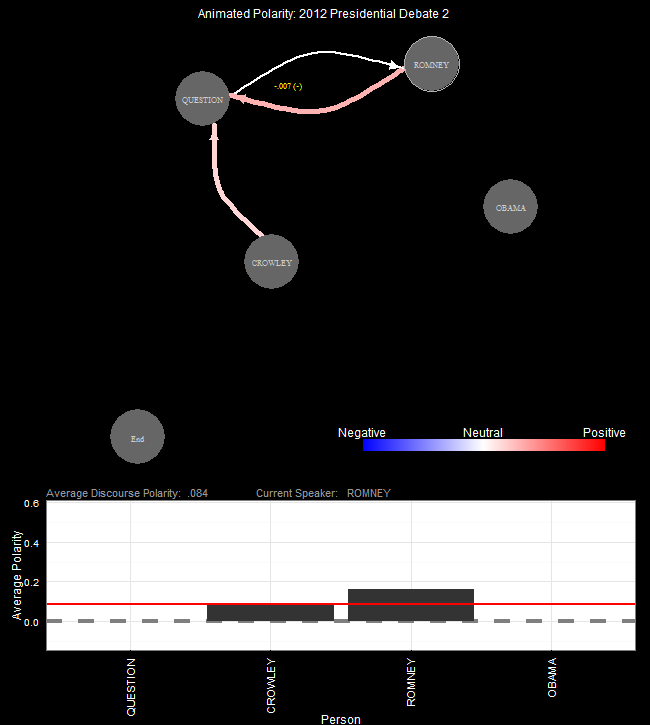 Animated Polarity: 2012 Presidential Debate 2
ROMNEY
-.007 (-)
QUESTION
OBAMA
CROWLEY
End
Negative Neutral Positive
Average Discourse Polarity: .084 Current Speaker: ROMNEY
0.6
0.4
0.2
0.0
Average Polarity
QUESTION
CROWLEY
ROMNEY
OBAMA
Person